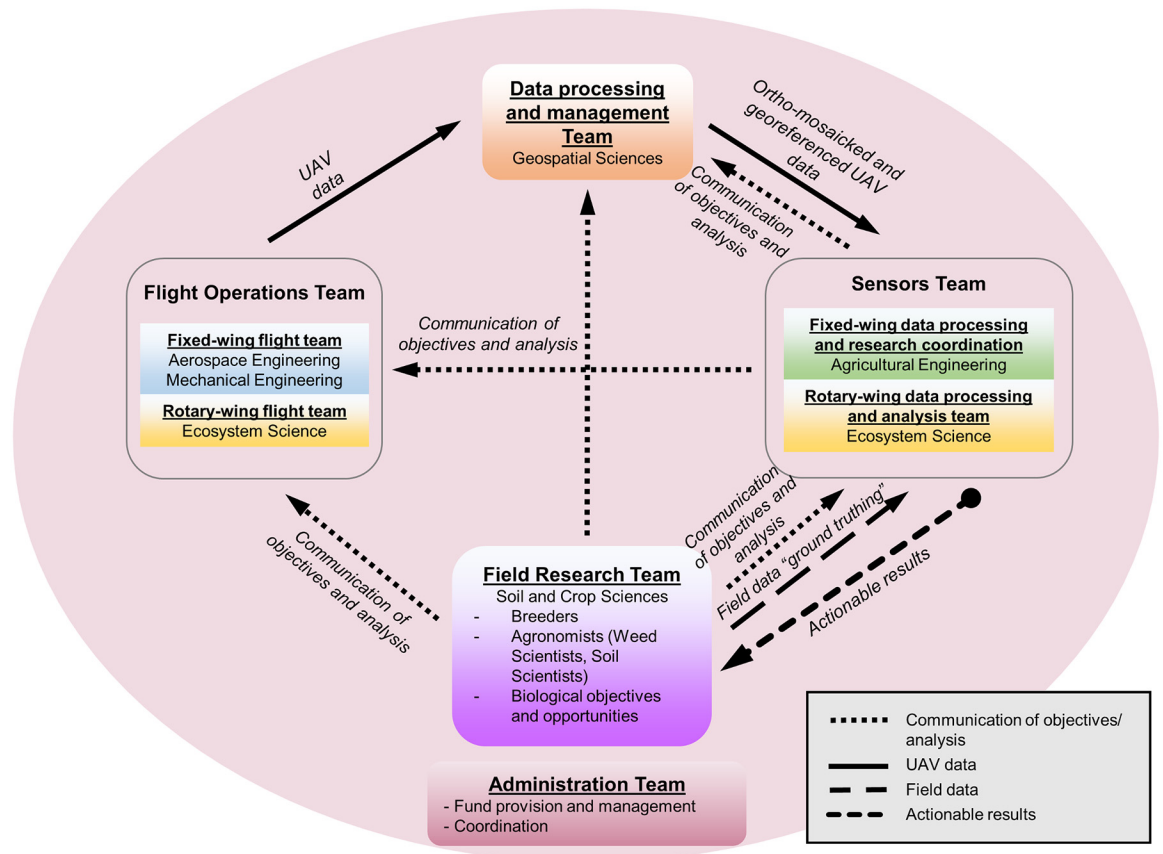 Data processing
and management
Team
Geospatial Sciences
UAV
data
Ortho-mosaicked and
georeferenced UAV
data
Communication
of objectives and
analysis
Flight Operations Team
Fixed-wing flight team
Aerospace Engineering
Mechanical Engineering
Rotary-wing flight team
Ecosystem Science
Communication of
objectives and analysis
Sensors Team
Fixed-wing data processing
and research coordination
Agricultural Engineering
Rotary-wing data processing
and analysis team
Ecosystem Science
Communication of
objectives and analysis
Communication
of objectives and
analysis
Field data “ground truthing”
Actionable results
Field Research Team
Soil and Crop Sciences
- Breeders
- Agronomists (Weed
Scientists, Soil
Scientists)
- Biological objectives
and opportunities
Administration Team
- Fund provision and management
- Coordination
Communication of objectives/
analysis
UAV data
Field data
Actionable results